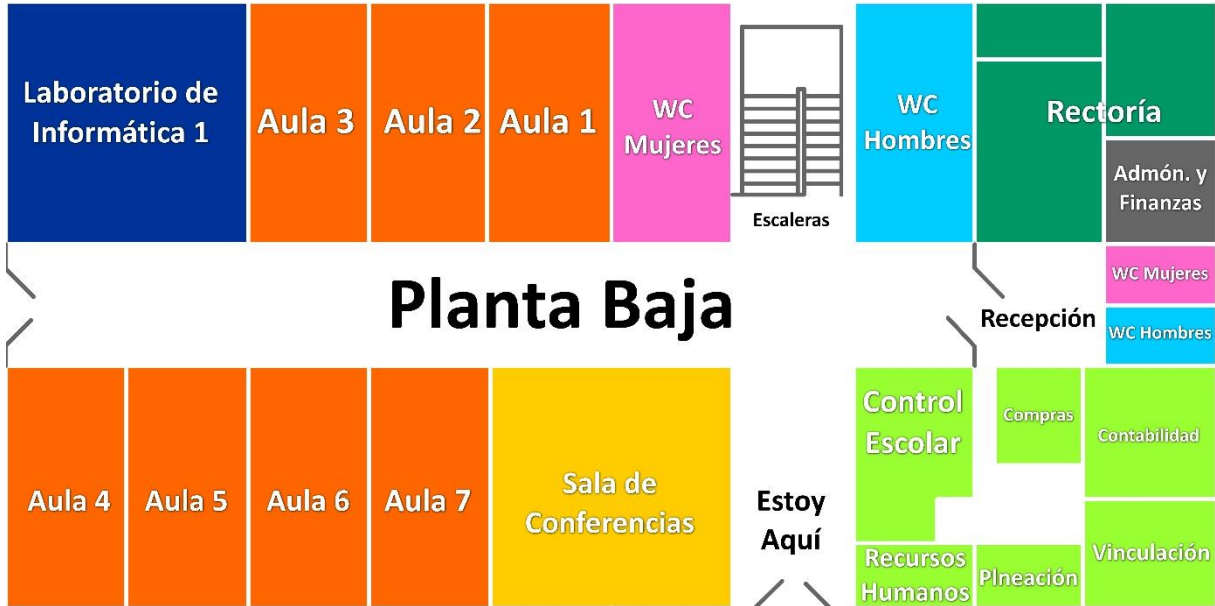 Laboratorio de
Informática 1
Aula 3
Aula 2
Aula 1
WC
Mujeres
Escaleras
WC
Hombres
Rectoría
Admón. y
Finanzas
WC Mujeres
WC Hombres
Planta Baja
Recepción
Aula 4
Aula 5
Aula 6
Aula 7
Sala de
Conferencias
Estoy
Aquí
Control
Escolar
Compras
Contabilidad
Recursos
Humanos
Plneación
Vinculación